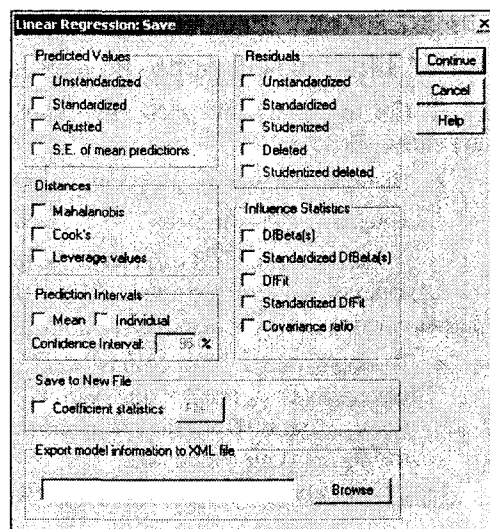 Linear Regression: Save
Predicted Values
Unstandardized
Standardized
Adjusted
S.E. of mean predictions
Distances
Mahalanobis
Cook's
Leverage values
Prediction Intervals
Mean Individual
Confidence Interval: 95 %
Save to New File
Coefficient statistics
Export model information to XML file
Browse
Residuals
Unstandardized
Standardized
Studentized
Deleted
Studentized deleted
Influence Statistics
DfBeta(s)
Standardized DfBeta(s)
DfFit
Standardized DfFit
Covariance ratio
Continue
Cancel
Help